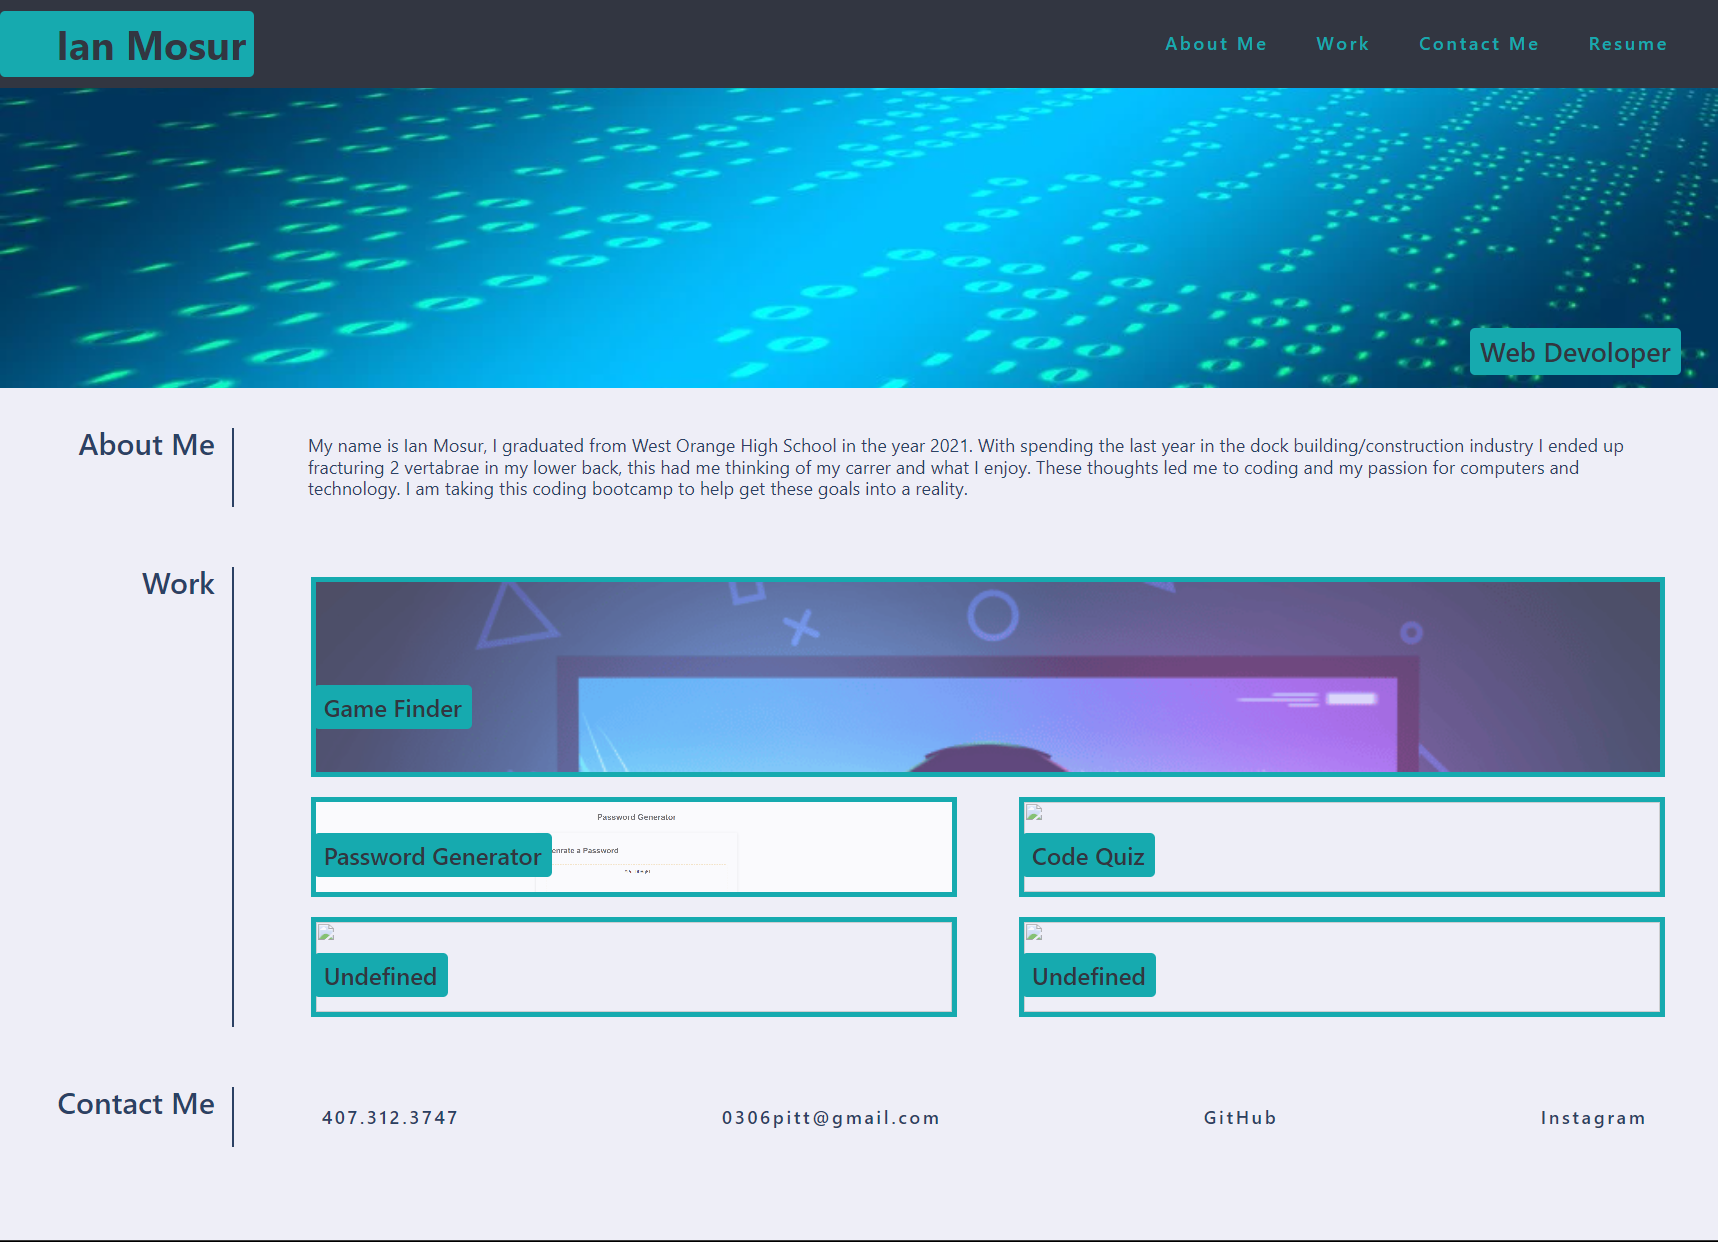 Ian Mosur
About Me
Work
Contact Me
Resume
Web Devoloper
About Me
My name is Ian Mosur, I graduated from West Orange High School in the year 2021. With spending the last year in the dock building/construction industry I ended up
fracturing 2 vertabrae in my lower back, this had me thinking of my carrer and what I enjoy. These thoughts led me to coding and my passion for computers and
technology. I am taking this coding bootcamp to help get these goals into a reality.
Work
Game Finder
Password Generator
enrate a Password
Password Generator
Code Quiz
Undefined
Undefined
Contact Me
407.312.3747
0306pitt@gmail.com
GitHub
Instagram